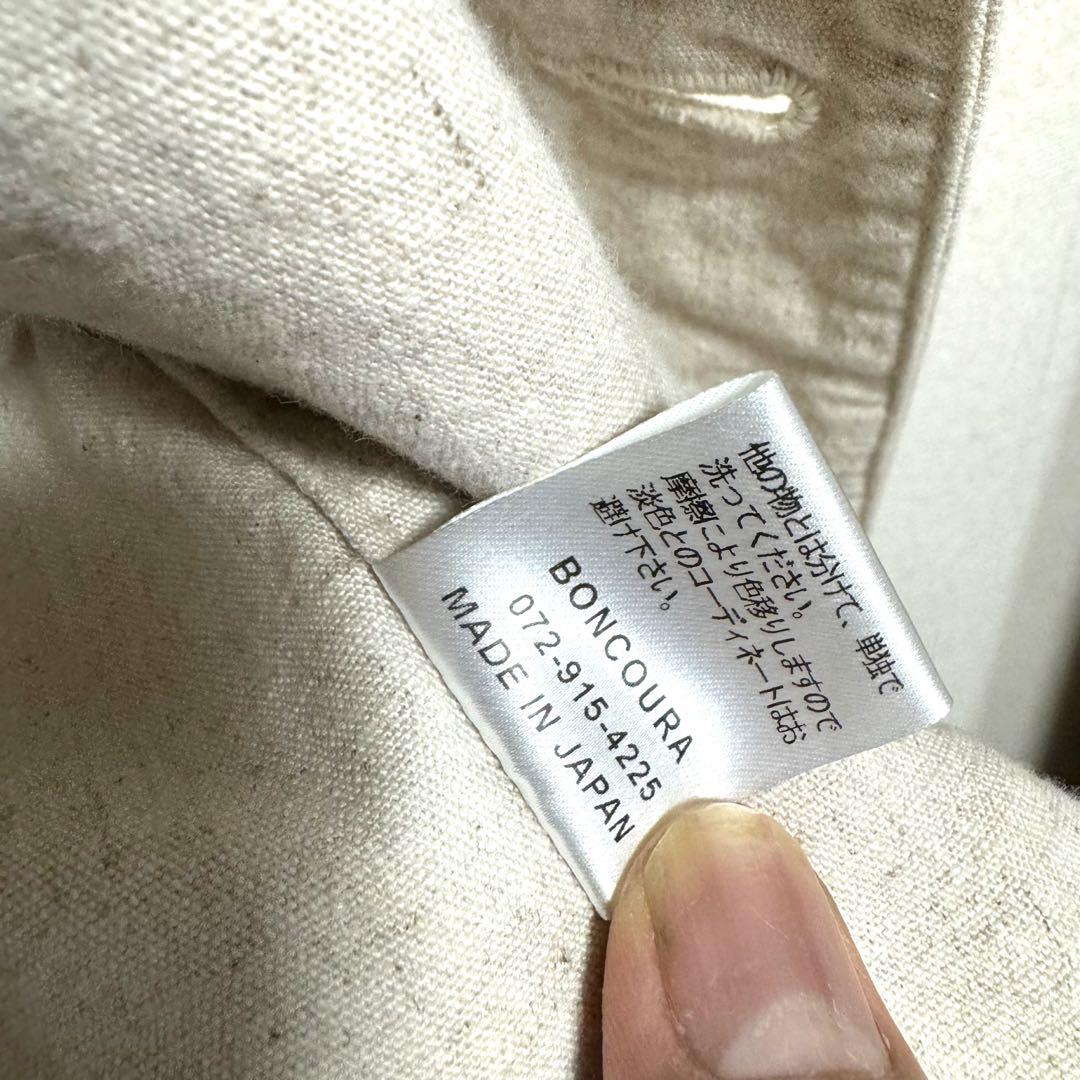 他の物とは分けて、単独で
洗ってください。
摩擦により色移りしますので
淡色とのコーディネートはお
避け下さい。
BONCOURA
072-915-4225
MADE IN JAPAN